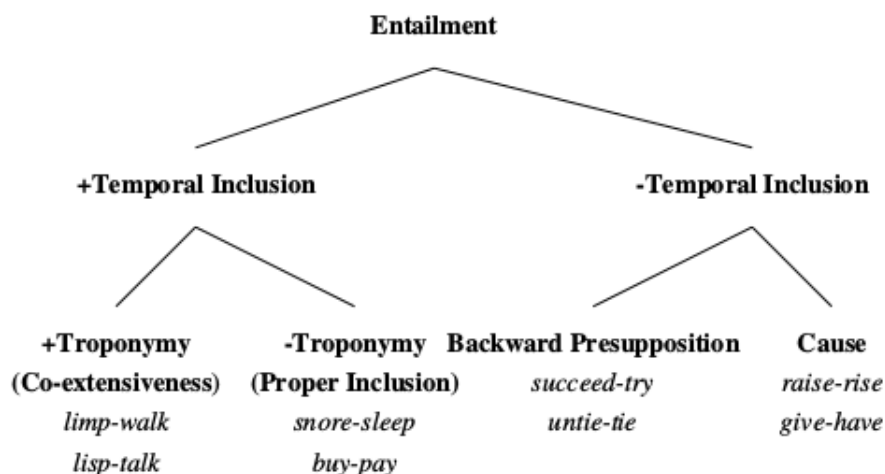 Entailment
+Temporal Inclusion -Temporal Inclusion
+Troponymy -Troponymy Backward Presupposition Cause
(Co-extensiveness) (Proper Inclusion) succeed-try raise-rise
limp-walk snore-sleep untie-tie give-have
lisp-talk buy-pay